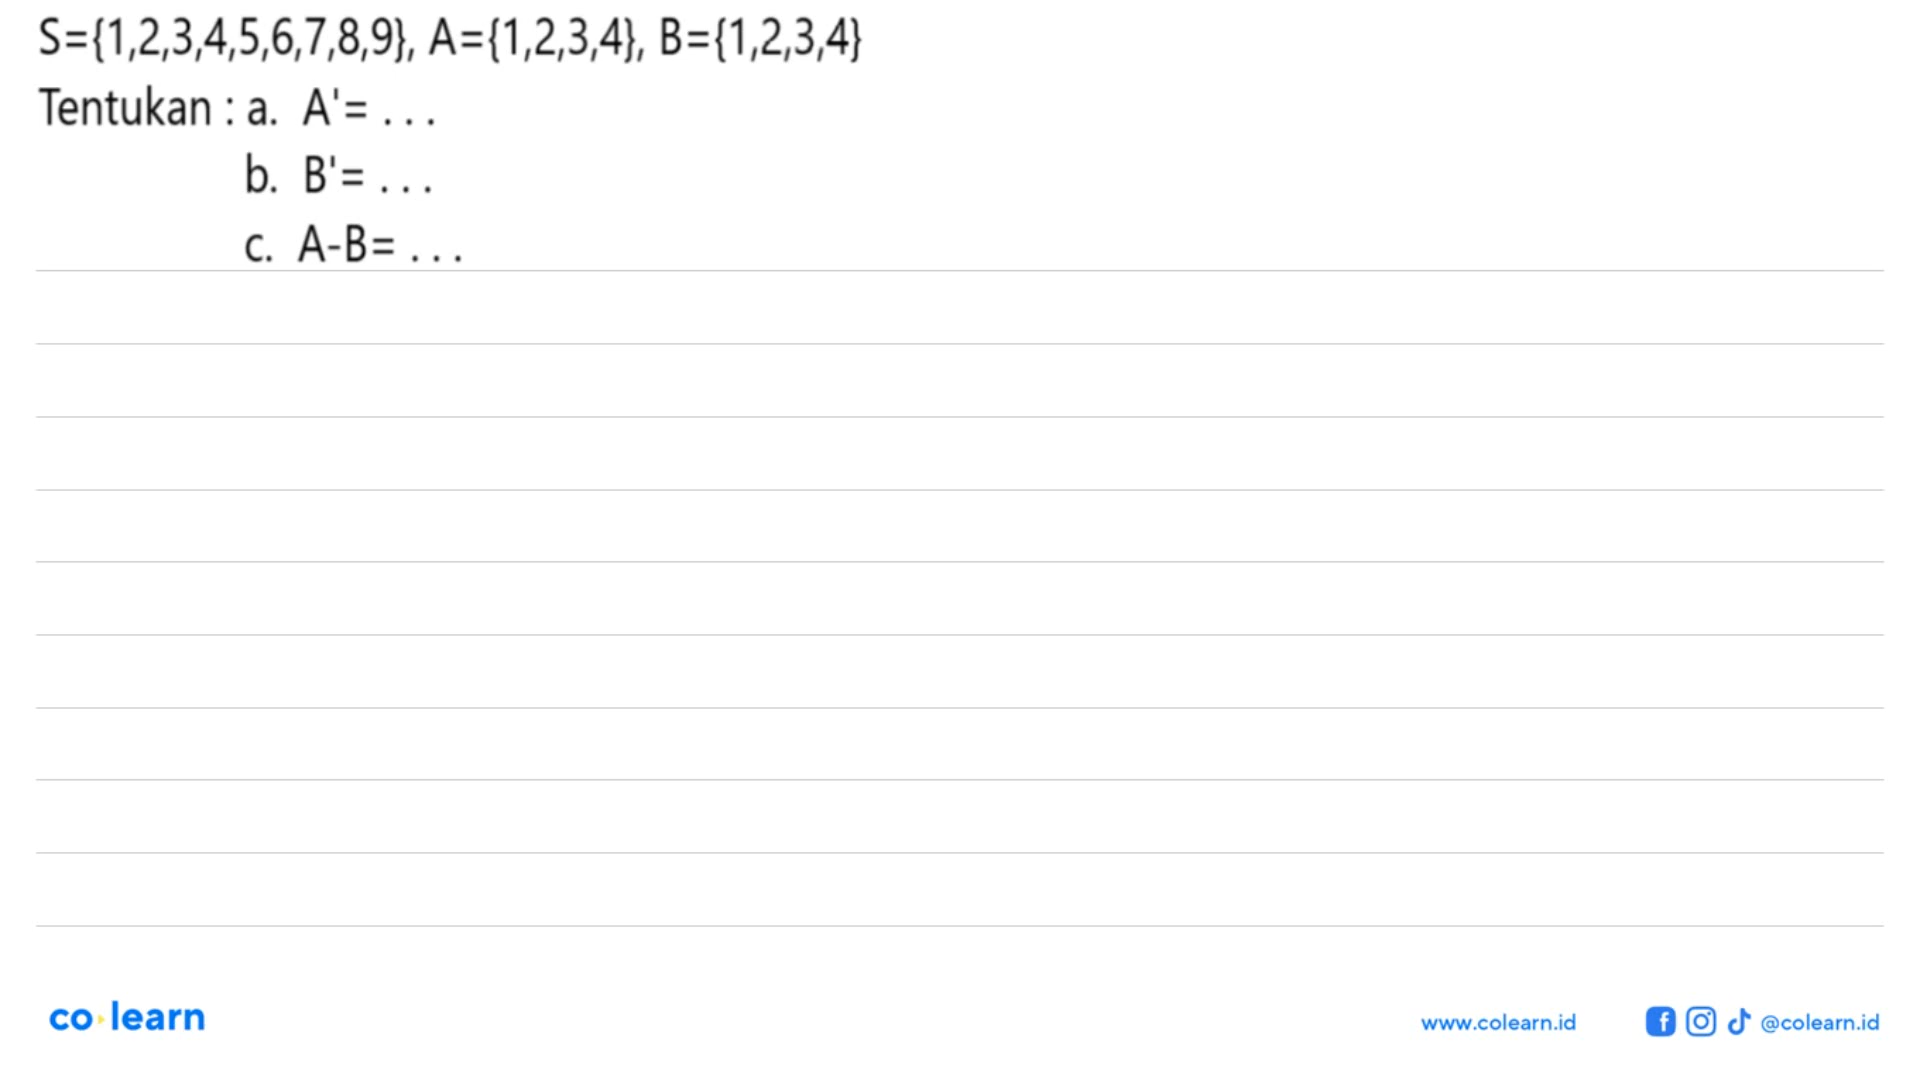 S={1,2,3,4,5,6,7,8,9}, A={1,2,3,4}, B={1,2,3,4}
Tentukan : a. A'= . . .
b. B'= . . .
c. A-B= . . .
co learn
www.colearn.id @colearn.id